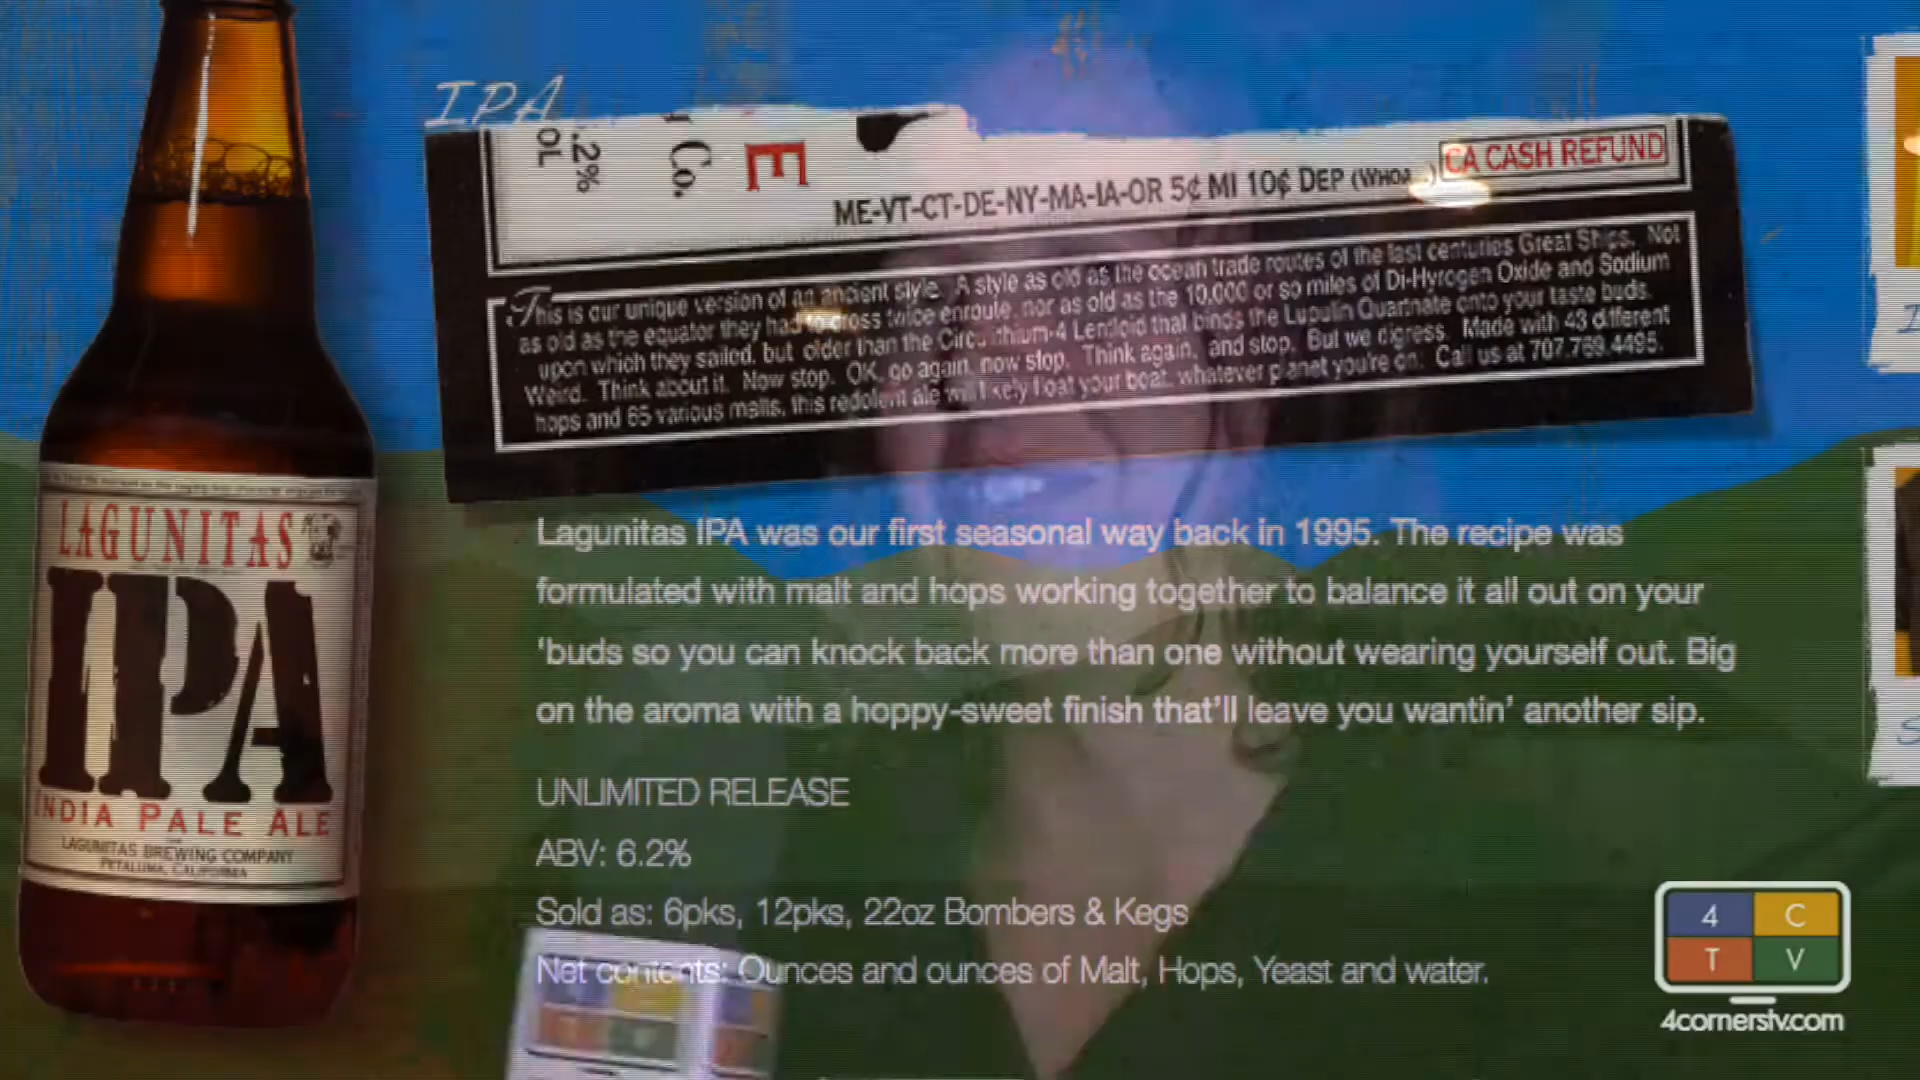 IPA
.2%
OL
Co.
E
ME-VT-CT-DE-NY-MA-IA-OR 5¢ MI 10¢ DEP (WHOA...)
CA CASH REFUND
This is our unique version of an ancient style. A style as old as the ocean trade routes of the last centuries Great Ships. Not
as old as the equator they had to cross twice enroute, nor as old as the 10,000 or so miles of Di-Hyrogen Oxide and Sodium
upon which they sailed, but older than the Circulithium-4 Lentloid that binds the Lupulin Quartnate onto your taste buds.
Weird. Think about it. Now stop. OK, go again, now stop. Think again, and stop. But we digress. Made with 43 different
hops and 65 various malts, this redolent ale will likely float your boat, whatever planet you're on. Call us at 707.769.4495.
LAGUNITAS
IPA
INDIA PALE ALE
LAGUNITAS BREWING COMPANY
PETALUMA, CALIFORNIA
Lagunitas IPA was our first seasonal way back in 1995. The recipe was
formulated with malt and hops working together to balance it all out on your
'buds so you can knock back more than one without wearing yourself out. Big
on the aroma with a hoppy-sweet finish that'll leave you wantin' another sip.
UNLIMITED RELEASE
ABV: 6.2%
Sold as: 6pks, 12pks, 22oz Bombers & Kegs
Net contents: Ounces and ounces of Malt, Hops, Yeast and water.
4 C
T V
4cornerstv.com